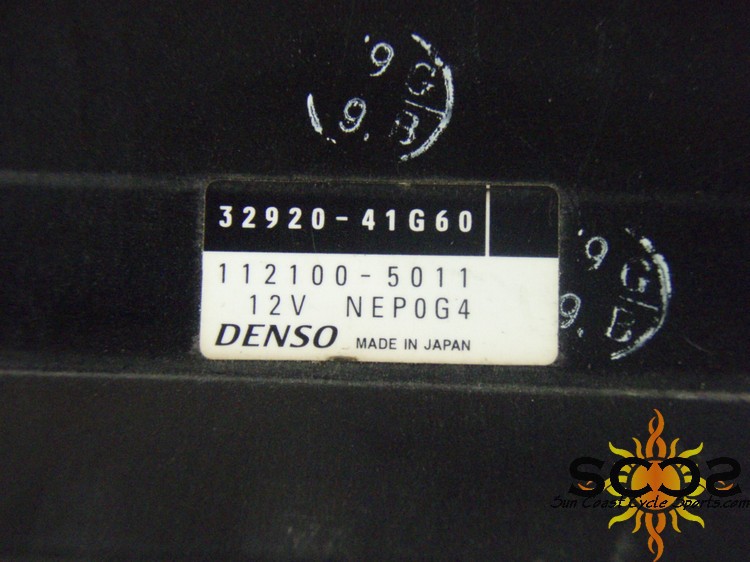 9 G
9. B
32920-41G60
112100-5011
12V NEP0G4
DENSO MADE IN JAPAN
9 G
9. B
SCCS
Sun Coast Cycle Sports.com